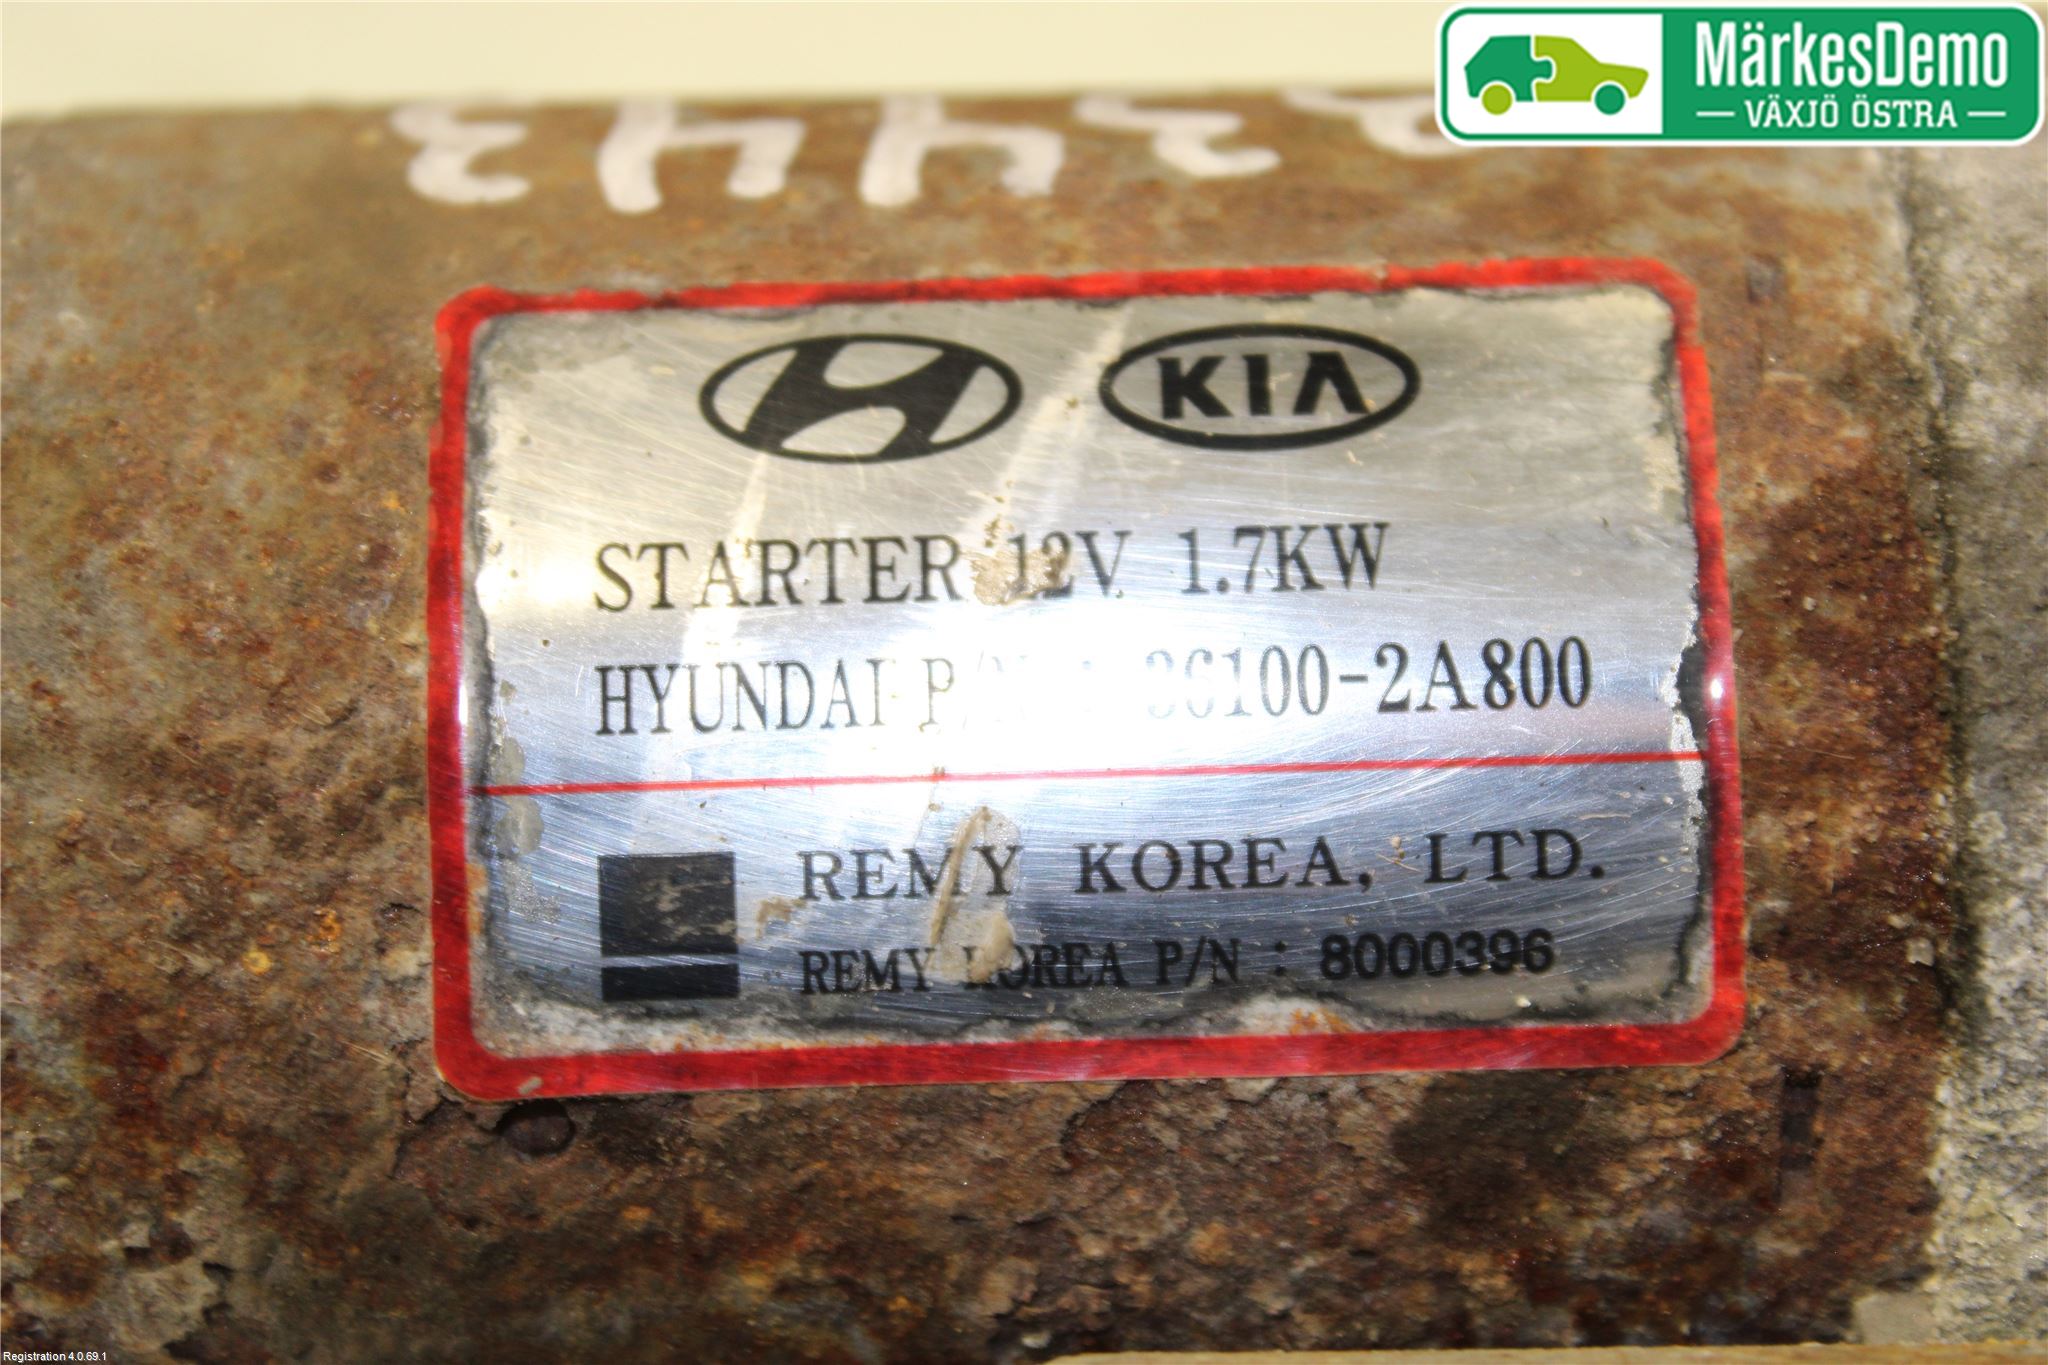 MärkesDemo
VÄXJÖ ÖSTRA
KIA
STARTER 12V 1.7KW
HYUNDAI P/N : 36100-2A800
REMY KOREA, LTD.
REMY KOREA P/N : 8000396
Registration 4.0.69.1